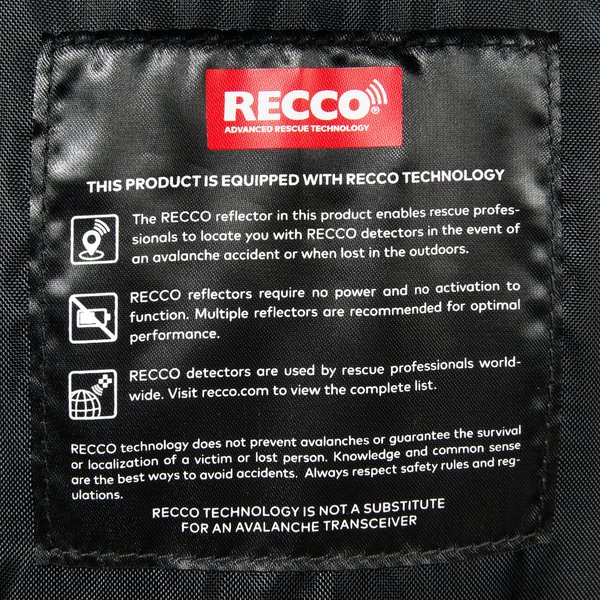 RECCO®
ADVANCED RESCUE TECHNOLOGY
THIS PRODUCT IS EQUIPPED WITH RECCO TECHNOLOGY
The RECCO reflector in this product enables rescue profes-
sionals to locate you with RECCO detectors in the event of
an avalanche accident or when lost in the outdoors.
RECCO reflectors require no power and no activation to
function. Multiple reflectors are recommended for optimal
performance.
RECCO detectors are used by rescue professionals world-
wide. Visit recco.com to view the complete list.
RECCO technology does not prevent avalanches or guarantee the survival
or localization of a victim or lost person. Knowledge and common sense
are the best ways to avoid accidents. Always respect safety rules and reg-
ulations.
RECCO TECHNOLOGY IS NOT A SUBSTITUTE
FOR AN AVALANCHE TRANSCEIVER